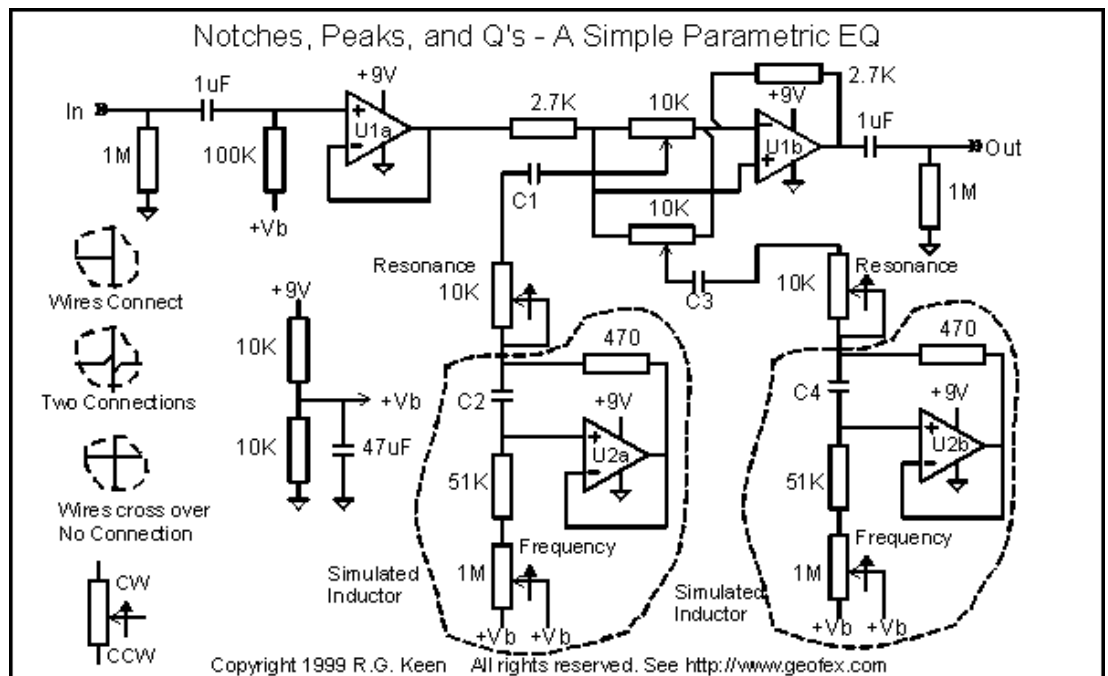 Notches, Peaks, and Q's - A Simple Parametric EQ
In
1uF
1M
100K
+Vb
+9V
+
-
U1a
2.7K
10K
2.7K
+9V
-
+
U1b
1uF
Out
1M
C1
10K
C3
Wires Connect
Two Connections
Wires cross over
No Connection
CW
CCW
+9V
10K
+Vb
10K
47uF
Resonance
10K
470
C2
+9V
+
-
U2a
51K
Frequency
1M
+Vb
+Vb
Simulated
Inductor
Resonance
10K
470
C4
+9V
+
-
U2b
51K
Frequency
1M
+Vb
+Vb
Simulated
Inductor
Copyright 1999 R.G. Keen All rights reserved. See http://www.geofex.com